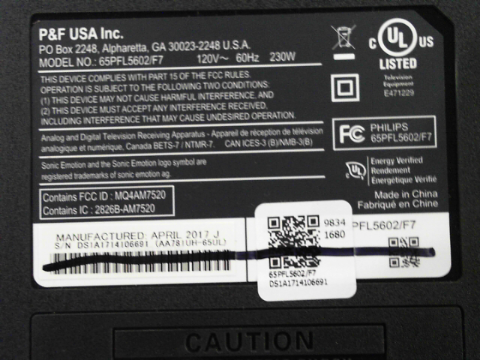 P&F USA Inc.
PO Box 2248, Alpharetta, GA 30023-2248 U.S.A.
MODEL NO.: 65PFL5602/F7 120V~ 60Hz 230W
THIS DEVICE COMPLIES WITH PART 15 OF THE FCC RULES.
OPERATION IS SUBJECT TO THE FOLLOWING TWO CONDITIONS:
(1) THIS DEVICE MAY NOT CAUSE HARMFUL INTERFERENCE, AND
(2) THIS DEVICE MUST ACCEPT ANY INTERFERENCE RECEIVED,
INCLUDING INTERFERENCE THAT MAY CAUSE UNDESIRED OPERATION.
Analog and Digital Television Receiving Apparatus - Appareil de réception de télévision
analogique et numérique, Canada BETS-7 / NTMR-7. CAN ICES-3 (B)/NMB-3(B)
Sonic Emotion and the Sonic Emotion logo symbol are
registered trademarks of sonic emotion ag.
Contains FCC ID : MQ4AM7520
Contains IC : 2826B-AM7520
C UL US
LISTED
Television
Equipment
E471229
FC PHILIPS
65PFL5602/F7
UL
Energy Verified
Rendement
Énergétique Vérifié
Made in China
Fabriqué en China
MANUFACTURED: APRIL 2017 J
S/N DS1A1714106691 (AA781UH-65UL)
9834
1680
65PFL5602/F7
DS1A1714106691
PFL5602/F7
CAUTION